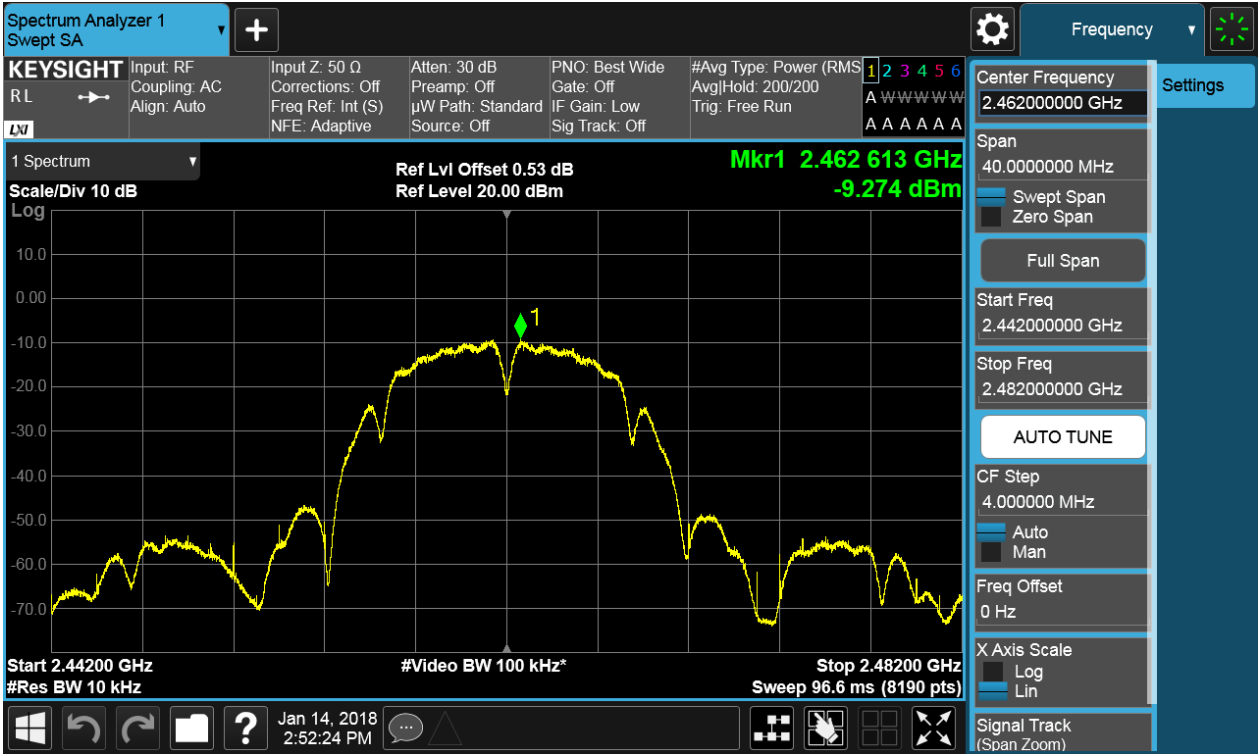 Spectrum Analyzer 1
Swept SA
Frequency
KEYSIGHT
R L
LXI
Input: RF
Coupling: AC
Align: Auto
Input Z: 50 Ω
Corrections: Off
Freq Ref: Int (S)
NFE: Adaptive
Atten: 30 dB
Preamp: Off
µW Path: Standard
Source: Off
PNO: Best Wide
Gate: Off
IF Gain: Low
Sig Track: Off
#Avg Type: Power (RMS
Avg|Hold: 200/200
Trig: Free Run
1 2 3 4 5 6
A W W W W W
A A A A A A
1 Spectrum
Scale/Div 10 dB
Log
Ref Lvl Offset 0.53 dB
Ref Level 20.00 dBm
Mkr1 2.462 613 GHz
-9.274 dBm
10.0
0.00
1
-10.0
-20.0
-30.0
-40.0
-50.0
-60.0
-70.0
Start 2.44200 GHz
#Video BW 100 kHz*
Stop 2.48200 GHz
#Res BW 10 kHz
Sweep 96.6 ms (8190 pts)
Jan 14, 2018
2:52:24 PM
Center Frequency
2.462000000 GHz
Settings
Span
40.0000000 MHz
Swept Span
Zero Span
Full Span
Start Freq
2.442000000 GHz
Stop Freq
2.482000000 GHz
AUTO TUNE
CF Step
4.000000 MHz
Auto
Man
Freq Offset
0 Hz
X Axis Scale
Log
Lin
Signal Track
(Span Zoom)